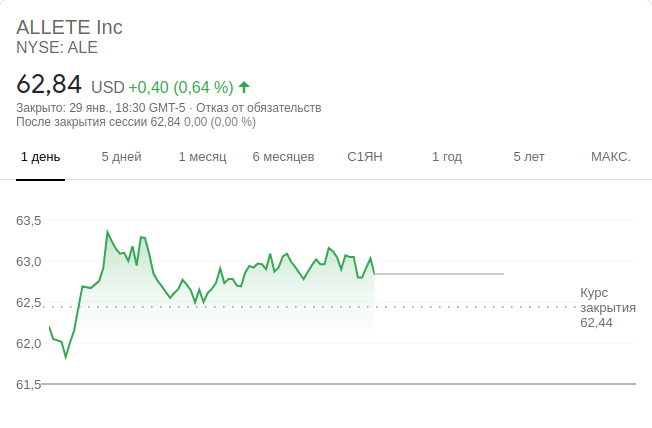 ALLETE Inc
NYSE: ALE
62,84 USD +0,40 (0,64 %)
Закрыто: 29 янв., 18:30 GMT-5 · Отказ от обязательств
После закрытия сессии 62,84 0,00 (0,00 %)
1 день 5 дней 1 месяц 6 месяцев С1ЯН 1 год 5 лет МАКС.
63,5
63,0
62,5
62,0
61,5
Курс
закрытия
62,44